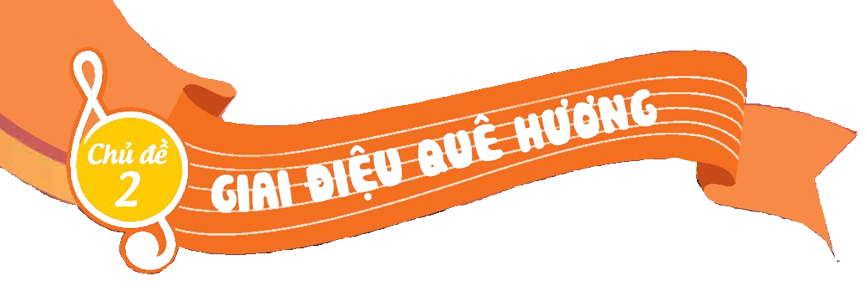 Chủ đề
2
GIAI ĐIỆU QUÊ HƯƠNG